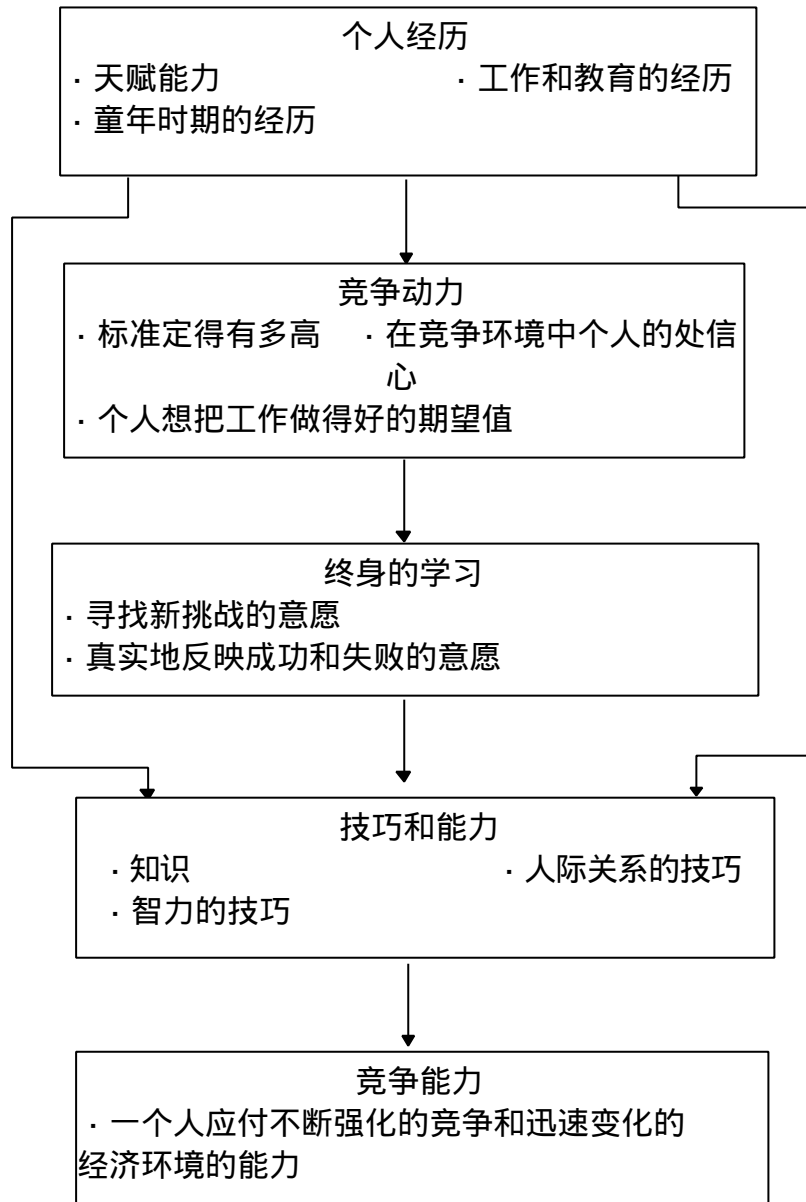 个人经历
· 天赋能力 · 工作和教育的经历
· 童年时期的经历
竞争动力
· 标准定得有多高 · 在竞争环境中个人的处信
心
· 个人想把工作做得好的期望值
终身的学习
· 寻找新挑战的意愿
· 真实地反映成功和失败的意愿
技巧和能力
· 知识 · 人际关系的技巧
· 智力的技巧
竞争能力
· 一个人应付不断强化的竞争和迅速变化的
经济环境的能力